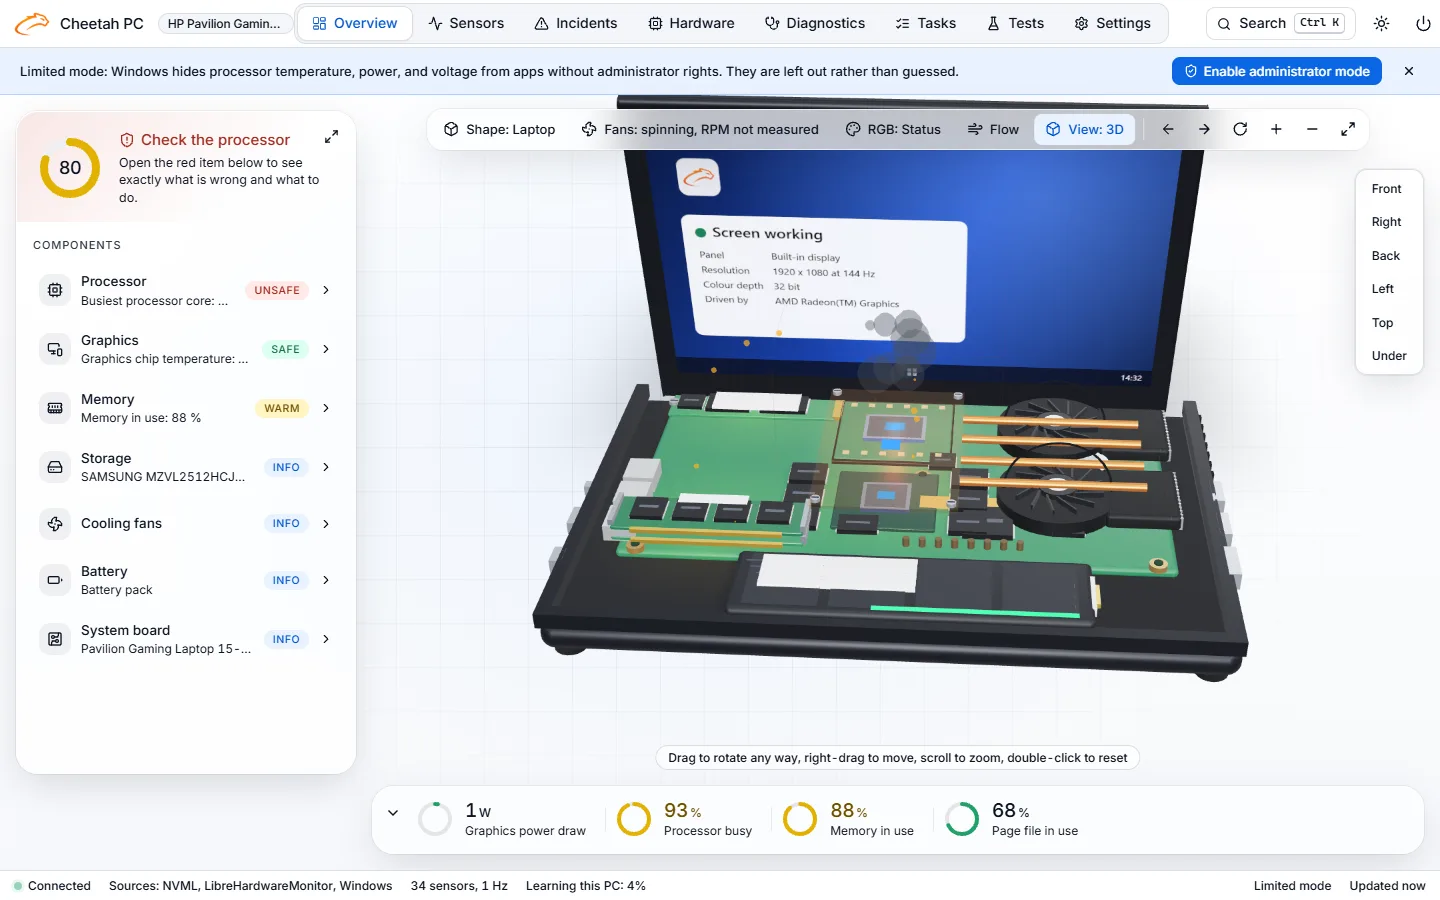 Cheetah PC
HP Pavilion Gamin...
Overview
Sensors
Incidents
Hardware
Diagnostics
Tasks
Tests
Settings
Search
Ctrl K
Limited mode: Windows hides processor temperature, power, and voltage from apps without administrator rights. They are left out rather than guessed.
Enable administrator mode
80
Check the processor
Open the red item below to see
exactly what is wrong and what to
do.
COMPONENTS
Processor
Busiest processor core: ...
UNSAFE
Graphics
Graphics chip temperature: ...
SAFE
Memory
Memory in use: 88 %
WARM
Storage
SAMSUNG MZVL2512HCJ...
INFO
Cooling fans
INFO
Battery
Battery pack
INFO
System board
Pavilion Gaming Laptop 15-...
INFO
Shape: Laptop
Fans: spinning, RPM not measured
RGB: Status
Flow
View: 3D
Front
Right
Back
Left
Top
Under
Screen working
Panel Built-in display
Resolution 1920 x 1080 at 144 Hz
Colour depth 32 bit
Driven by AMD Radeon(TM) Graphics
14:32
Drag to rotate any way, right-drag to move, scroll to zoom, double-click to reset
1 W
Graphics power draw
93 %
Processor busy
88 %
Memory in use
68 %
Page file in use
Connected
Sources: NVML, LibreHardwareMonitor, Windows
34 sensors, 1 Hz
Learning this PC: 4%
Limited mode
Updated now